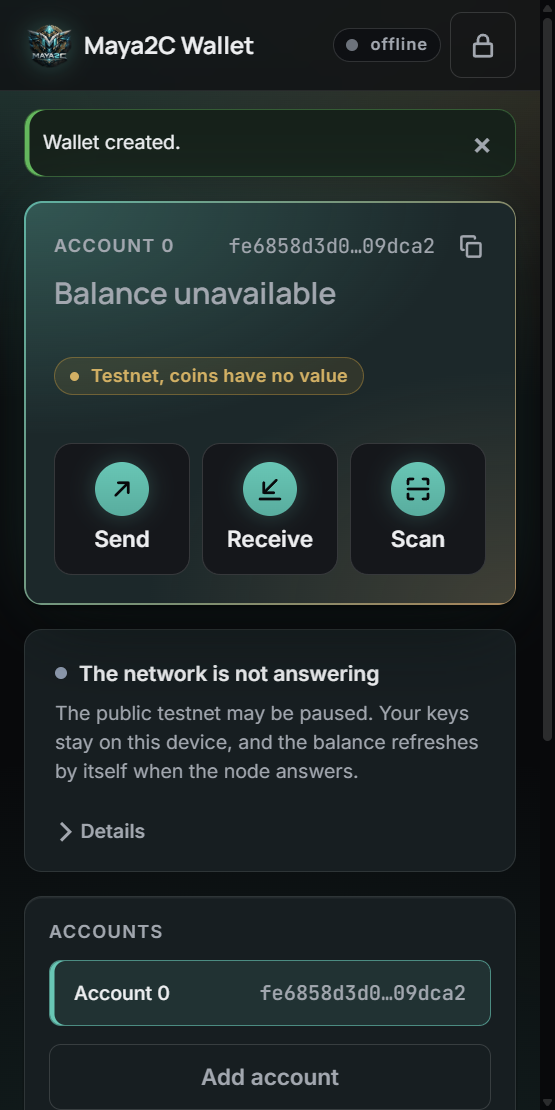 MAYA2C
Maya2C Wallet
offline
Wallet created.
ACCOUNT 0
fe6858d3d0…09dca2
Balance unavailable
Testnet, coins have no value
Send
Receive
Scan
The network is not answering
The public testnet may be paused. Your keys
stay on this device, and the balance refreshes
by itself when the node answers.
Details
ACCOUNTS
Account 0
fe6858d3d0…09dca2
Add account